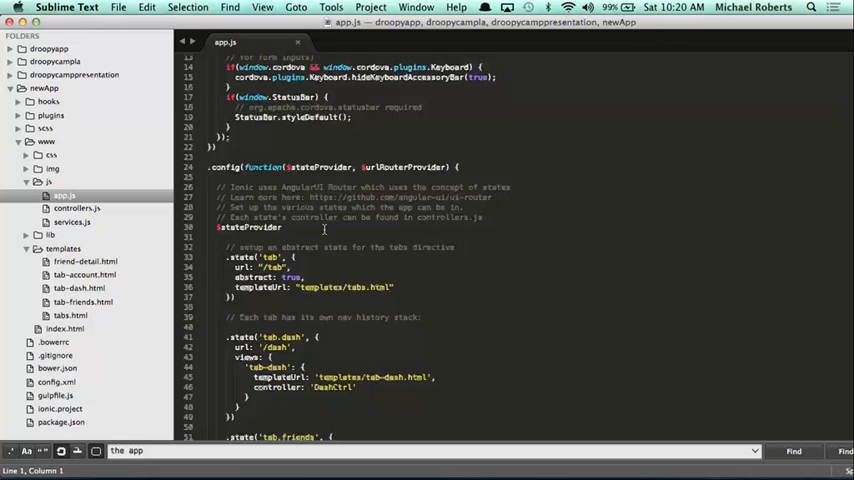 Sublime Text File Edit Selection Find View Goto Tools Project Window Help 99% Sat 10:20 AM Michael Roberts
app.js — droopyapp, droopycampla, droopycamppresentation, newApp
FOLDERS
droopyapp
droopycampla
droopycamppresentation
newApp
hooks
plugins
scss
www
css
img
js
app.js
controllers.js
services.js
lib
templates
friend-detail.html
tab-account.html
tab-dash.html
tab-friends.html
tabs.html
index.html
.bowerrc
.gitignore
bower.json
config.xml
gulpfile.js
ionic.project
package.json
app.js
13 // for form inputs)
14 if(window.cordova && window.cordova.plugins.Keyboard) {
15 cordova.plugins.Keyboard.hideKeyboardAccessoryBar(true);
16 }
17 if(window.StatusBar) {
18 // org.apache.cordova.statusbar required
19 StatusBar.styleDefault();
20 }
21 });
22 })
23
24 .config(function($stateProvider, $urlRouterProvider) {
25
26 // Ionic uses AngularUI Router which uses the concept of states
27 // Learn more here: https://github.com/angular-ui/ui-router
28 // Set up the various states which the app can be in.
29 // Each state's controller can be found in controllers.js
30 $stateProvider
31
32 // setup an abstract state for the tabs directive
33 .state('tab', {
34 url: "/tab",
35 abstract: true,
36 templateUrl: "templates/tabs.html"
37 })
38
39 // Each tab has its own nav history stack:
40
41 .state('tab.dash', {
42 url: '/dash',
43 views: {
44 'tab-dash': {
45 templateUrl: 'templates/tab-dash.html',
46 controller: 'DashCtrl'
47 }
48 }
49 })
50
51 .state('tab.friends', {
.* Aa “” the app Find Find
Line 1, Column 1 Sp